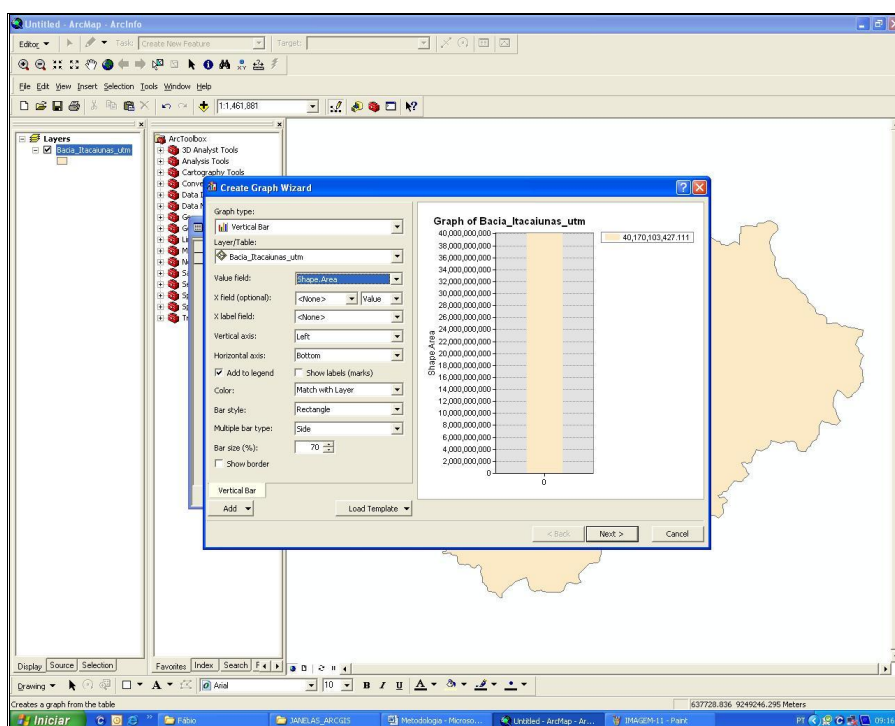 Untitled - ArcMap - ArcInfo
Editor
Task:
Create New Feature
Target:
File Edit View Insert Selection Tools Window Help
1:1,461,881
Layers
Bacia_Itacaiunas_utm
ArcToolbox
3D Analyst Tools
Analysis Tools
Cartography Tools
Create Graph Wizard
Graph type:
Vertical Bar
Layer/Table:
Bacia_Itacaiunas_utm
Value field:
Shape.Area
X field (optional):
<None>
Value
X label field:
<None>
Vertical axis:
Left
Horizontal axis:
Bottom
Add to legend
Show labels (marks)
Color:
Match with Layer
Bar style:
Rectangle
Multiple bar type:
Side
Bar size (%):
70
Show border
Vertical Bar
Add
Load Template
Graph of Bacia_Itacaiunas_utm
40,000,000,000
38,000,000,000
36,000,000,000
34,000,000,000
32,000,000,000
30,000,000,000
28,000,000,000
26,000,000,000
24,000,000,000
22,000,000,000
20,000,000,000
18,000,000,000
16,000,000,000
14,000,000,000
12,000,000,000
10,000,000,000
8,000,000,000
6,000,000,000
4,000,000,000
2,000,000,000
0
Shape.Area
0
40,170,103,427.111
< Back
Next >
Cancel
Display Source Selection
Favorites Index Search
Drawing
Arial
10
B I U A
Creates a graph from the table
637728.836 9249246.295 Meters
Iniciar
Fábio
JANELAS_ARCGIS
Metodologia - Microso...
Untitled - ArcMap - Ar...
IMAGEM-11 - Paint
PT
09:16